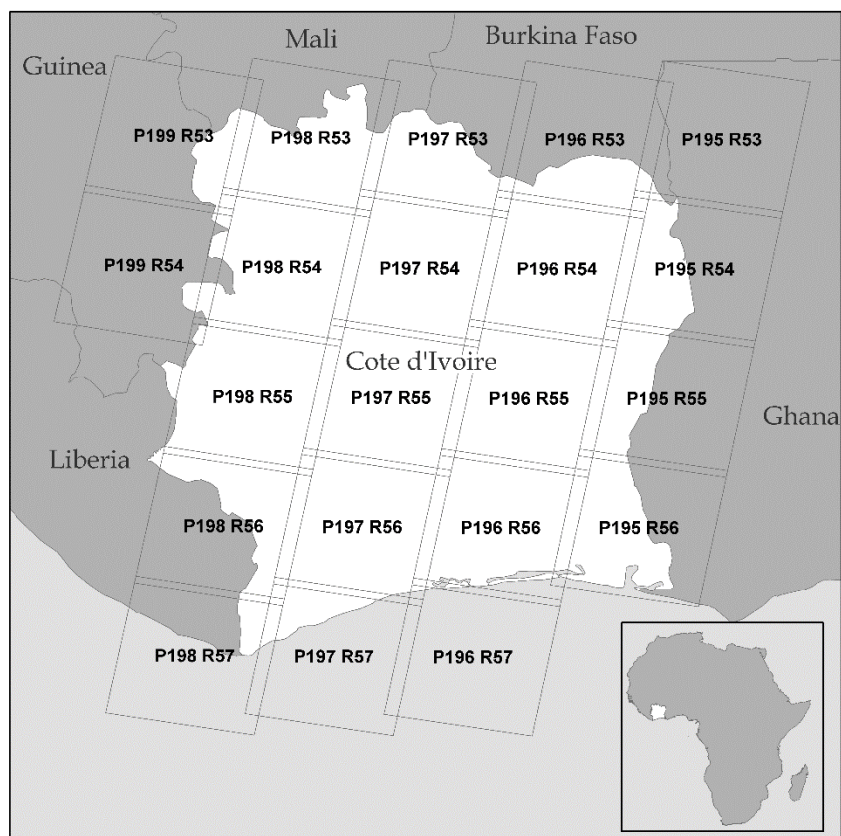 Mali
Burkina Faso
Guinea
P199 R53
P198 R53
P197 R53
P196 R53
P195 R53
P199 R54
P198 R54
P197 R54
P196 R54
P195 R54
Cote d'Ivoire
P198 R55
P197 R55
P196 R55
P195 R55
Ghana
Liberia
P198 R56
P197 R56
P196 R56
P195 R56
P198 R57
P197 R57
P196 R57